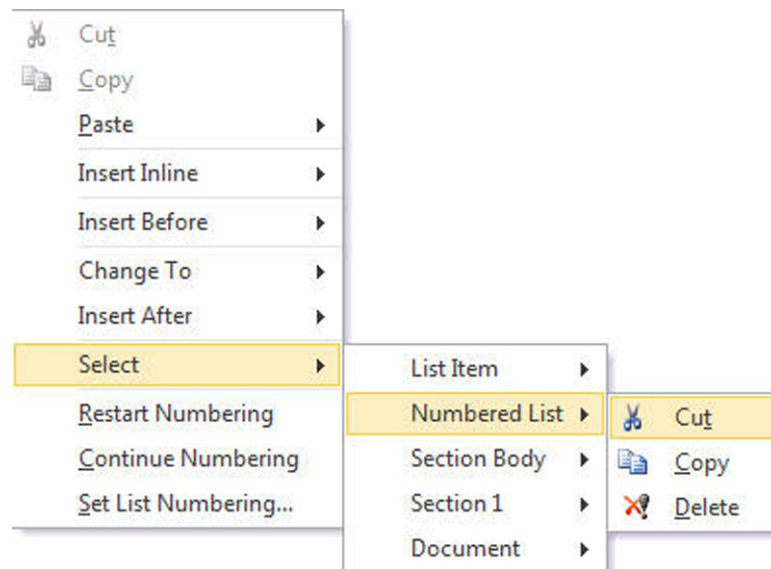 Cut
Copy
Paste
Insert Inline
Insert Before
Change To
Insert After
Select
Restart Numbering
Continue Numbering
Set List Numbering...
List Item
Numbered List
Section Body
Section 1
Document
Cut
Copy
Delete